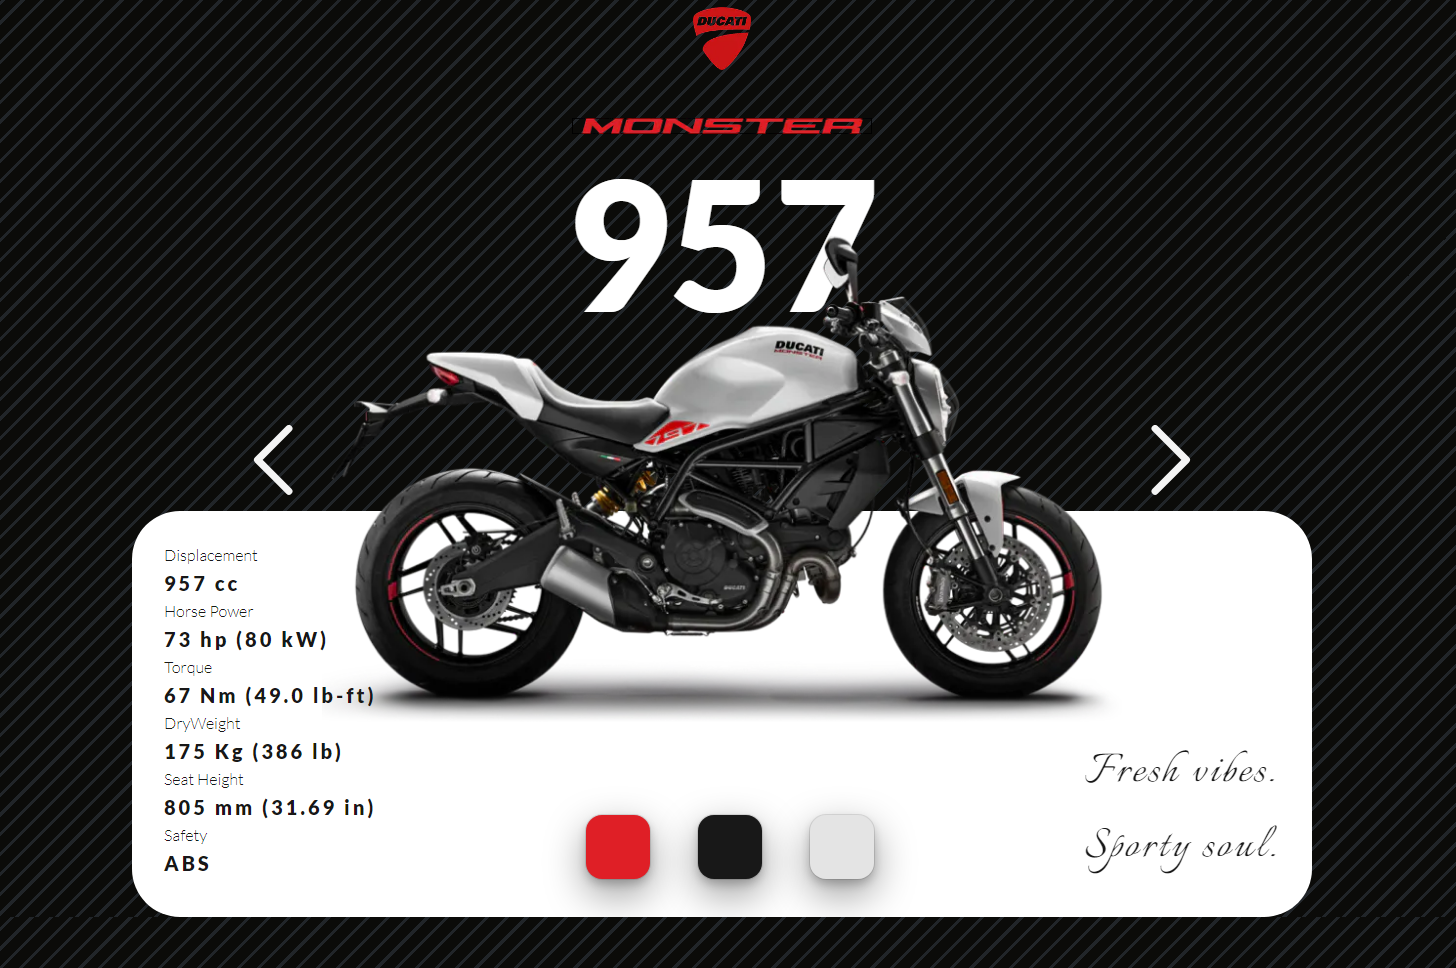 DUCATI
MONSTER
957
DUCATI
MONSTER
797
DUCATI
Displacement
957 cc
Horse Power
73 hp (80 kW)
Torque
67 Nm (49.0 lb-ft)
DryWeight
175 Kg (386 lb)
Seat Height
805 mm (31.69 in)
Safety
ABS
Fresh vibes.
Sporty soul.